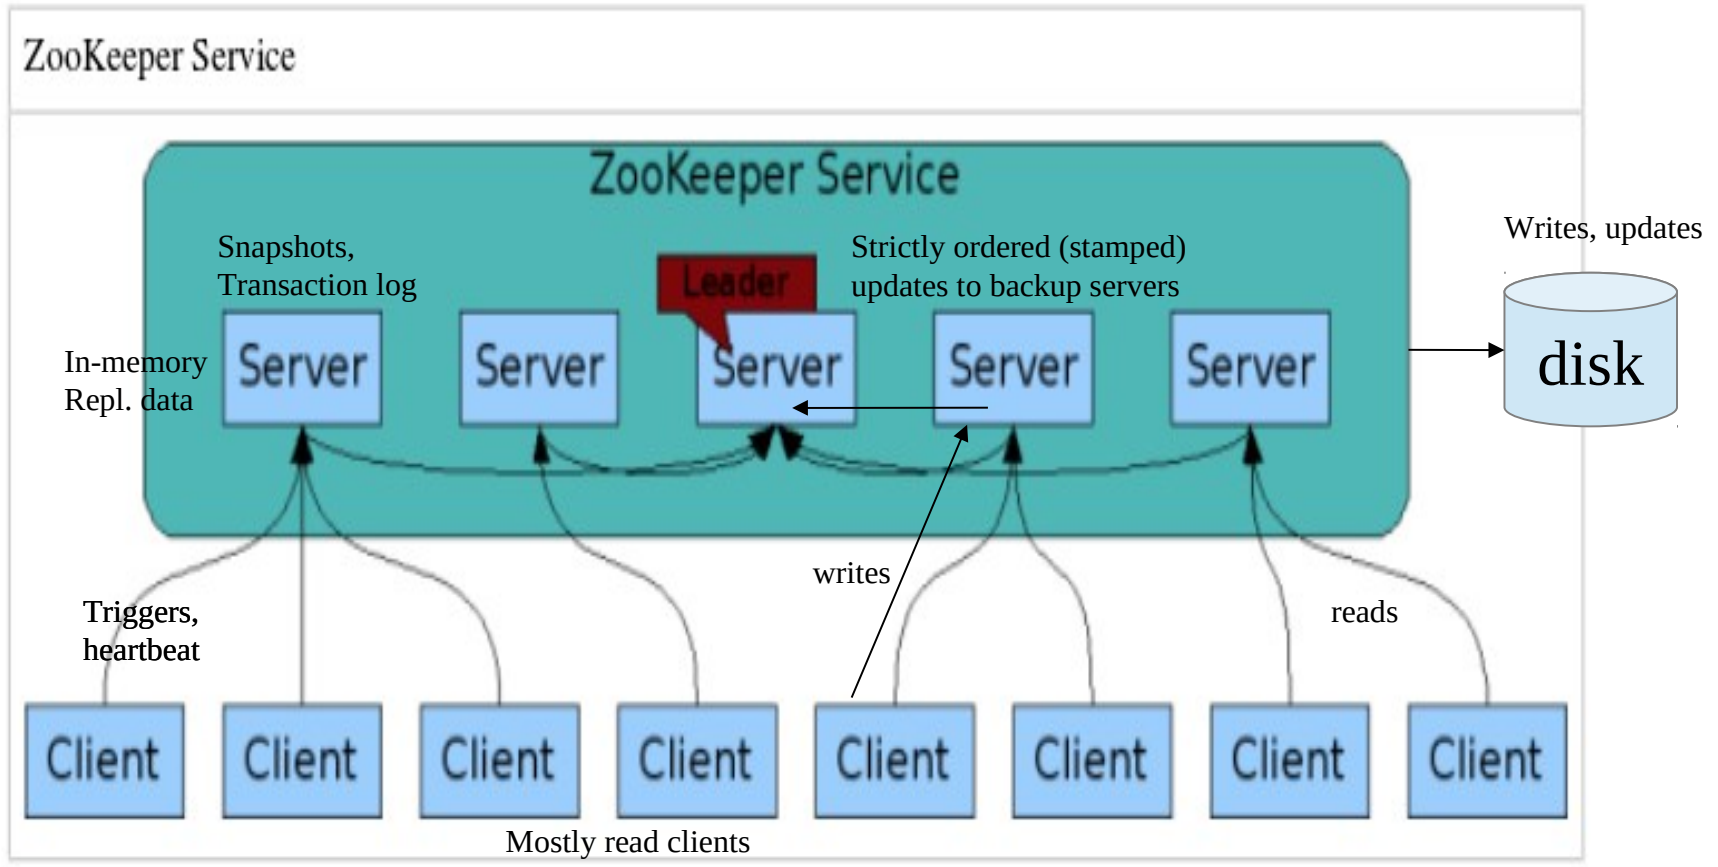 ZooKeeper Service
ZooKeeper Service
Writes, updates
Snapshots,
Transaction log
Leader
Strictly ordered (stamped)
updates to backup servers
In-memory
Repl. data
Server
Server
Server
Server
Server
disk
writes
Triggers,
heartbeat
reads
Client
Client
Client
Client
Client
Client
Client
Client
Mostly read clients